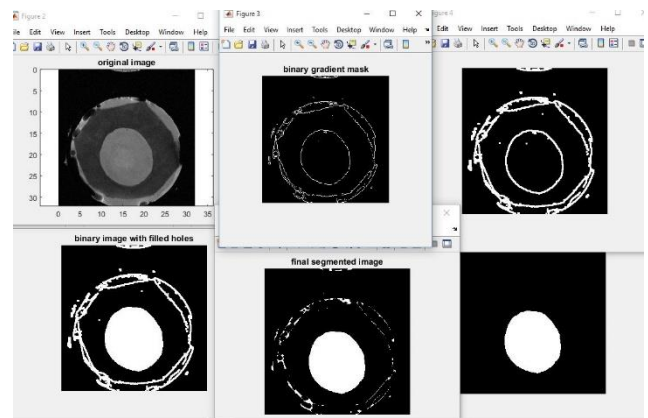 Figure 2
File Edit View Insert Tools Desktop Window
original image
0
5
10
15
20
25
30
0 5 10 15 20 25 30 35
Figure 3
File Edit View Insert Tools Desktop Window Help
binary gradient mask
Edit View Insert Tools Desktop Window Help
binary image with filled holes
final segmented image